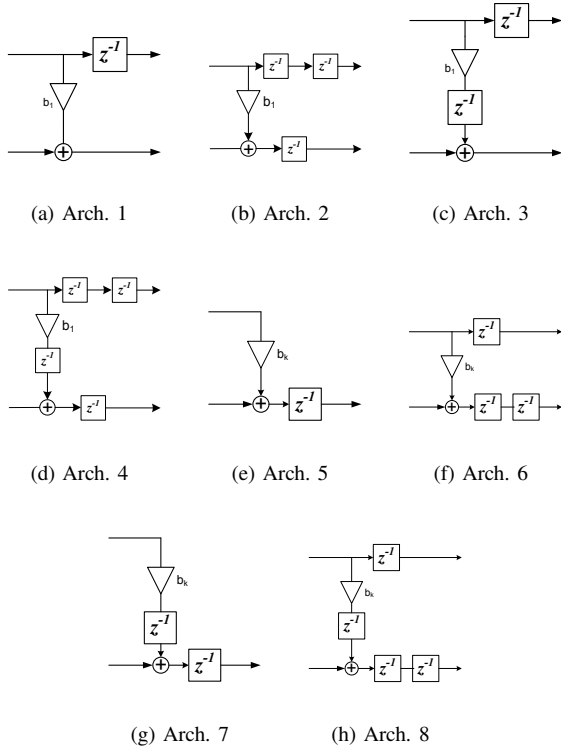 z⁻¹
b₁
+
(a) Arch. 1
z⁻¹ z⁻¹
b₁
+ z⁻¹
(b) Arch. 2
z⁻¹
b₁
z⁻¹
+
(c) Arch. 3
z⁻¹ z⁻¹
b₁
z⁻¹
+ z⁻¹
(d) Arch. 4
bₖ
+ z⁻¹
(e) Arch. 5
z⁻¹
bₖ
+ z⁻¹ z⁻¹
(f) Arch. 6
bₖ
z⁻¹
+ z⁻¹
(g) Arch. 7
z⁻¹
bₖ
z⁻¹
+ z⁻¹ z⁻¹
(h) Arch. 8